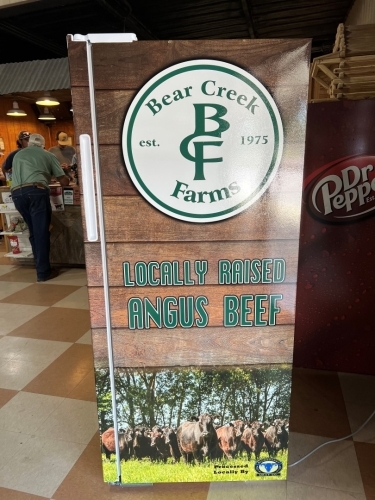 Bear Creek
est. BCF 1975
Farms
LOCALLY RAISED
ANGUS BEEF
Processed
Locally By
Dr
Pepper